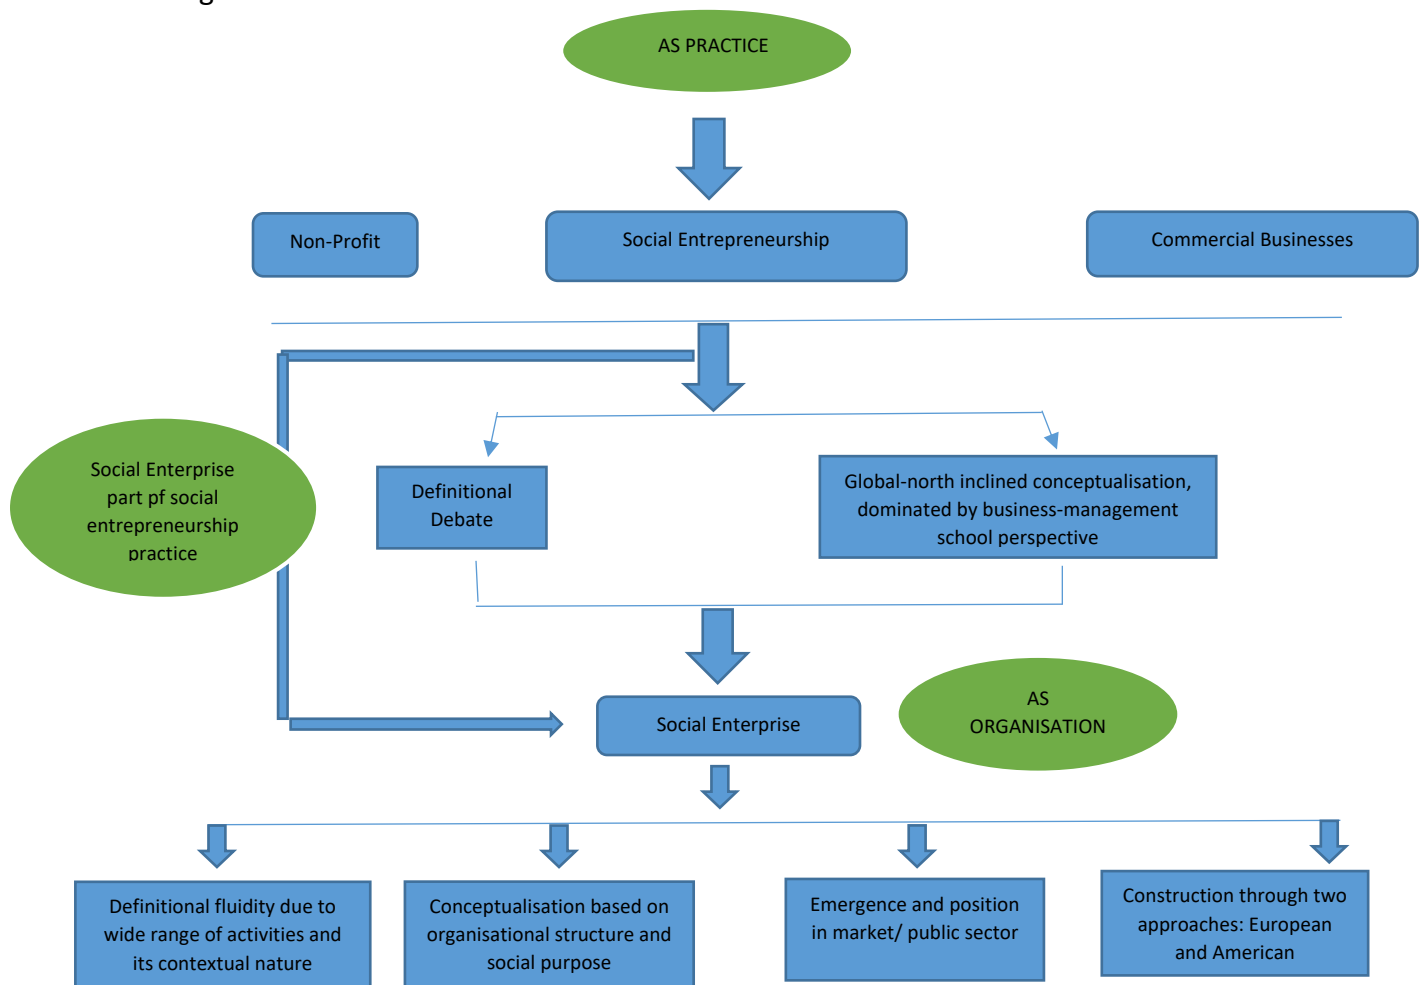 AS PRACTICE
Non-Profit
Social Entrepreneurship
Commercial Businesses
Social Enterprise
part pf social
entrepreneurship
practice
Definitional
Debate
Global-north inclined conceptualisation,
dominated by business-management
school perspective
Social Enterprise
AS
ORGANISATION
Definitional fluidity due to
wide range of activities and
its contextual nature
Conceptualisation based on
organisational structure and
social purpose
Emergence and position
in market/ public sector
Construction through two
approaches: European
and American